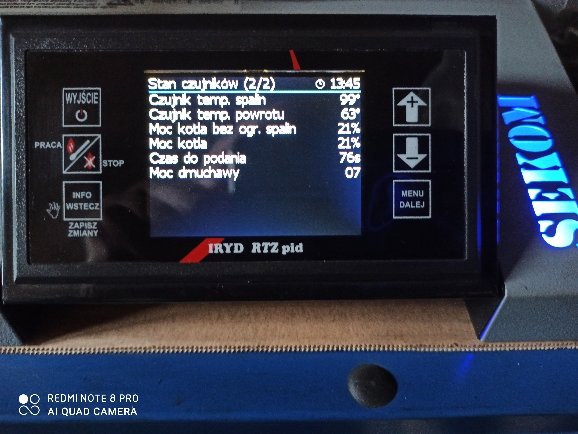 Stan czujników (2/2) 13:45
Czujnik temp. spalin 99°
Czujnik temp. powrotu 63°
Moc kotła bez ogr. spalin 21%
Moc kotła 21%
Czas do podania 76s
Moc dmuchawy 07
WYJŚCIE
PRACA
STOP
INFO
WSTECZ
ZAPISZ
ZMIANY
MENU
DALEJ
IRYD RTZ pid
SIEKON
REDMI NOTE 8 PRO
AI QUAD CAMERA